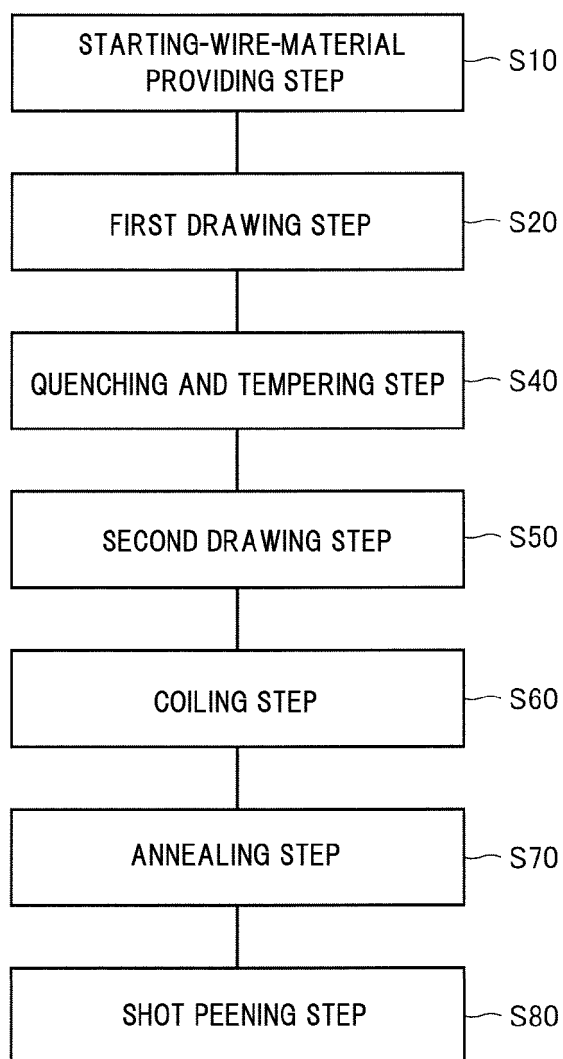 STARTING-WIRE-MATERIAL
PROVIDING STEP
S10
FIRST DRAWING STEP
S20
QUENCHING AND TEMPERING STEP
S40
SECOND DRAWING STEP
S50
COILING STEP
S60
ANNEALING STEP
S70
SHOT PEENING STEP
S80